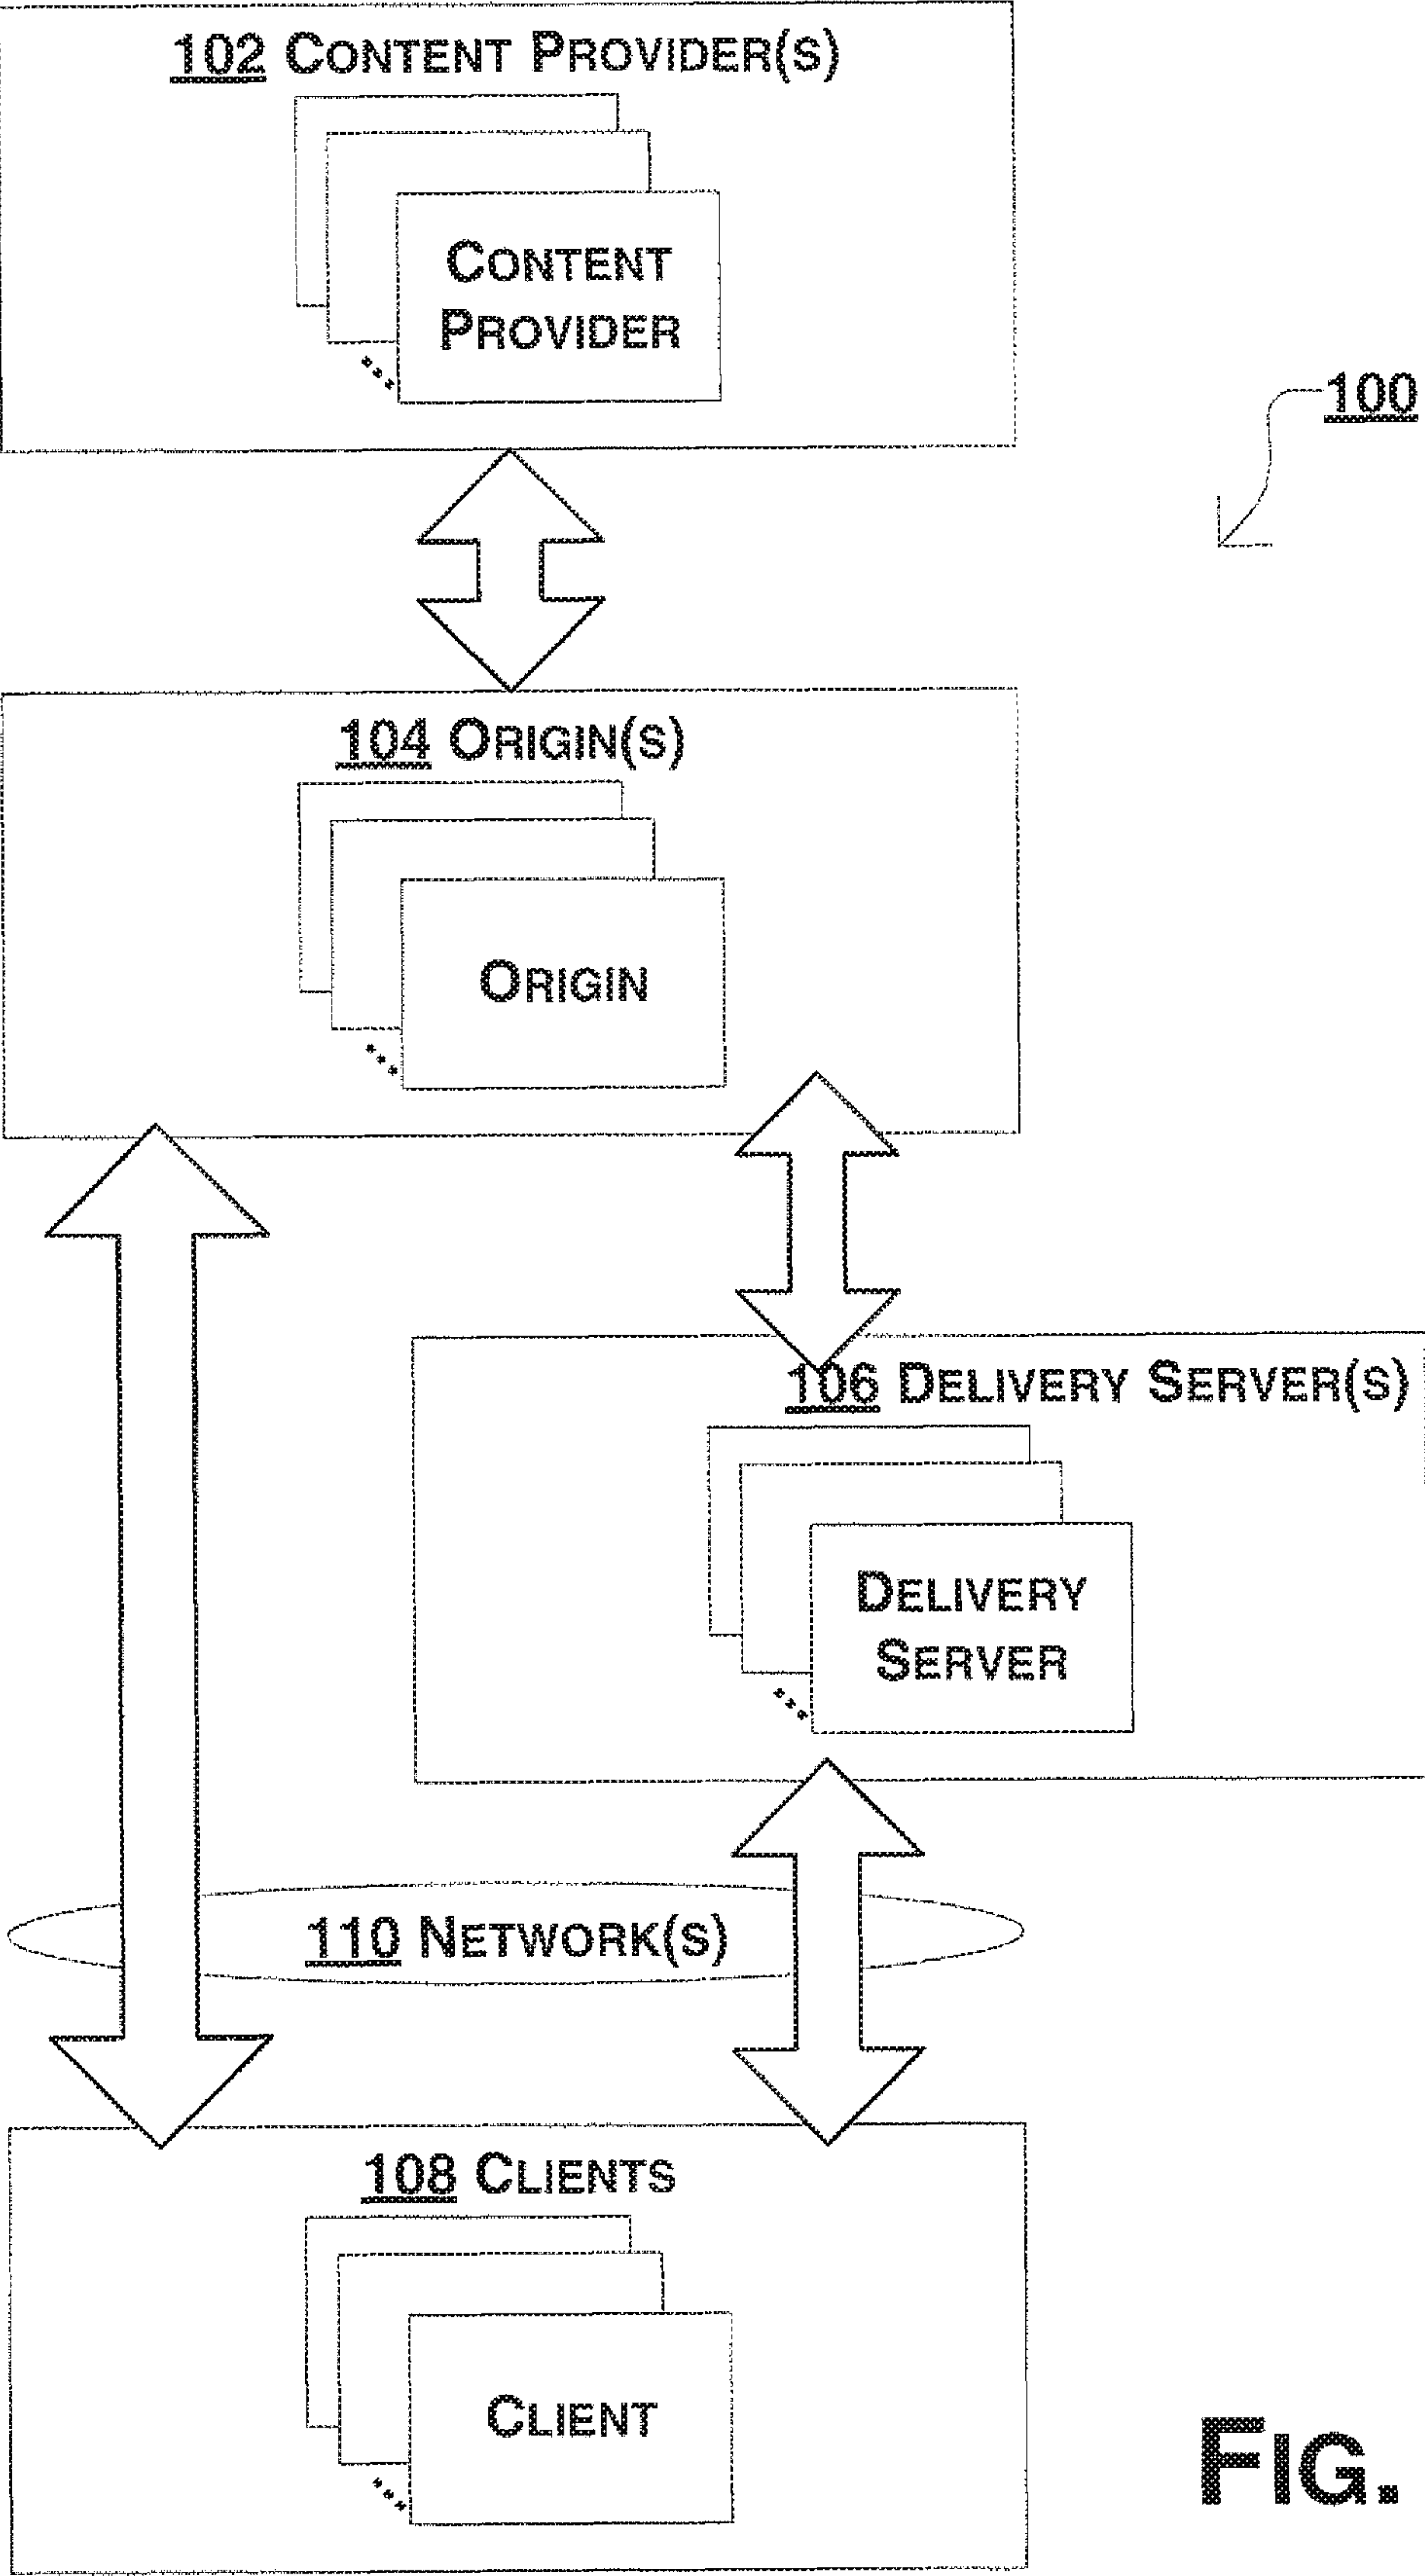 102 CONTENT PROVIDER(S)
CONTENT
PROVIDER
100
104 ORIGIN(S)
ORIGIN
106 DELIVERY SERVER(S)
DELIVERY
SERVER
110 NETWORK(S)
108 CLIENTS
CLIENT
FIG.